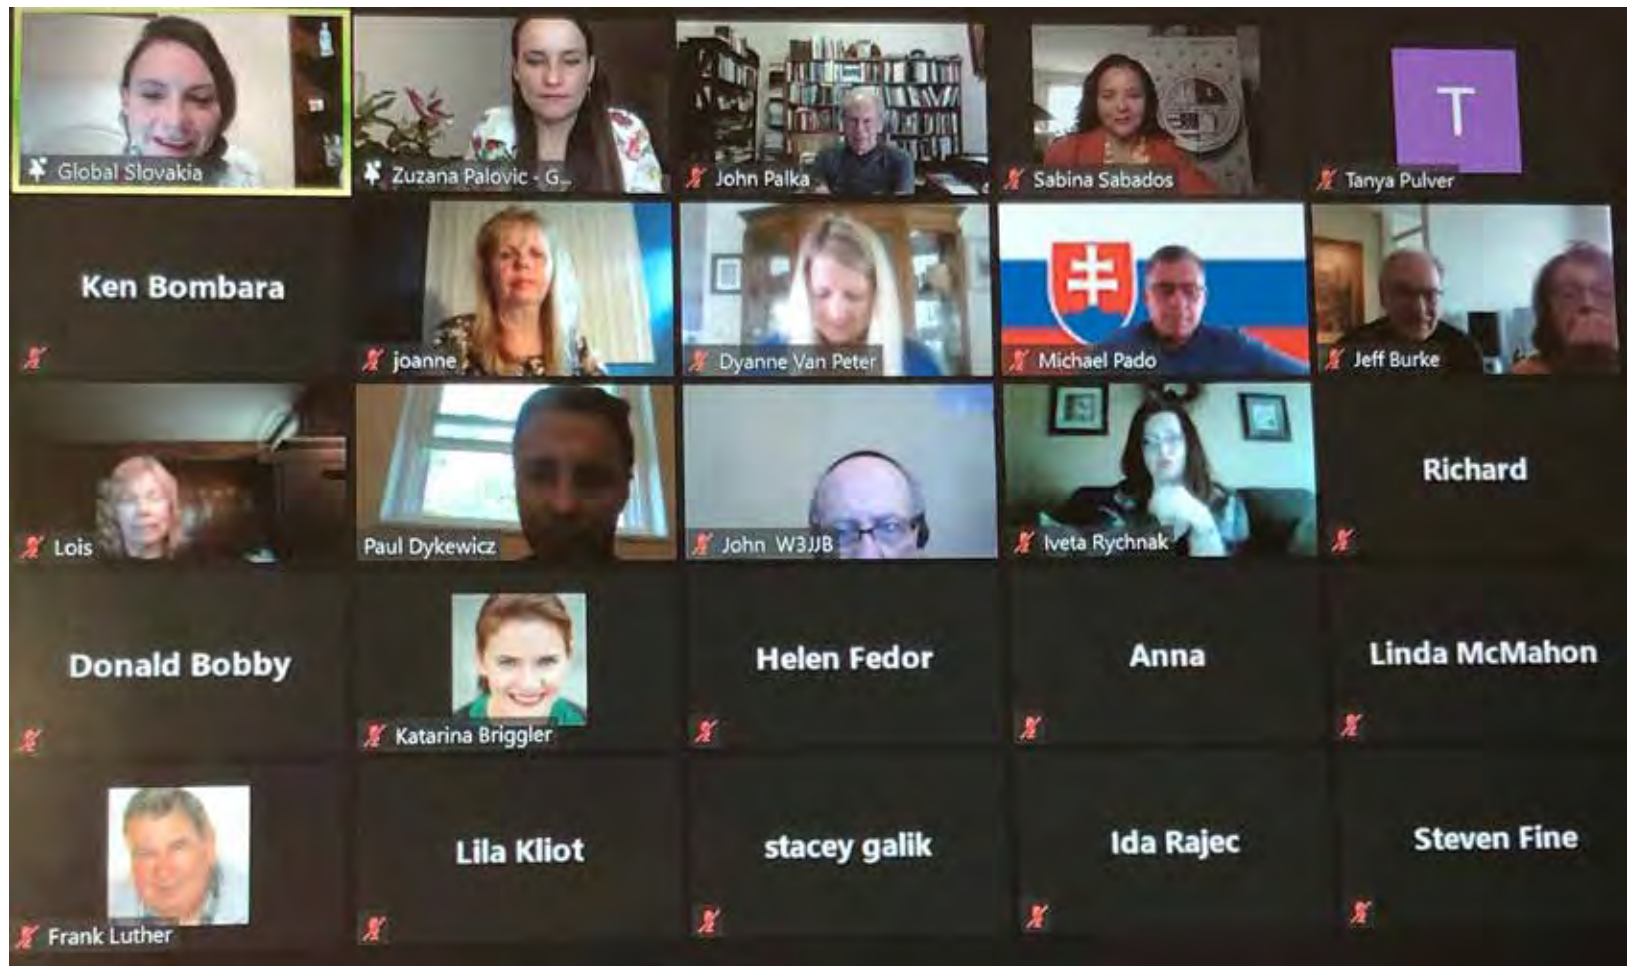 Global Slovakia
Zuzana Palovic - G...
John Palka
Sabina Sabados
T
Tanya Pulver
Ken Bombara
joanne
Dyanne Van Peter
Michael Pado
Jeff Burke
Lois
Paul Dykewicz
John W3JJB
Iveta Rychnak
Richard
Donald Bobby
Katarina Briggler
Helen Fedor
Anna
Linda McMahon
Frank Luther
Lila Kliot
stacey galik
Ida Rajec
Steven Fine